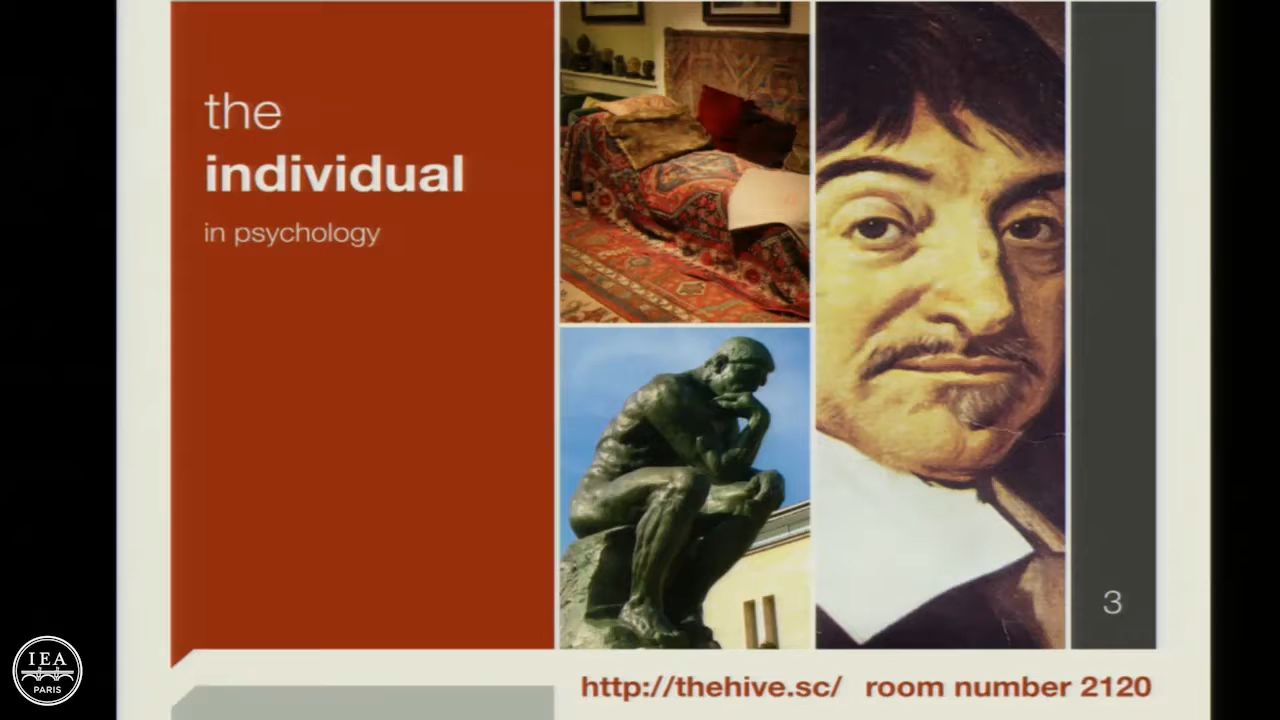 the
individual
in psychology
3
http://thehive.sc/ room number 2120
IEA
PARIS